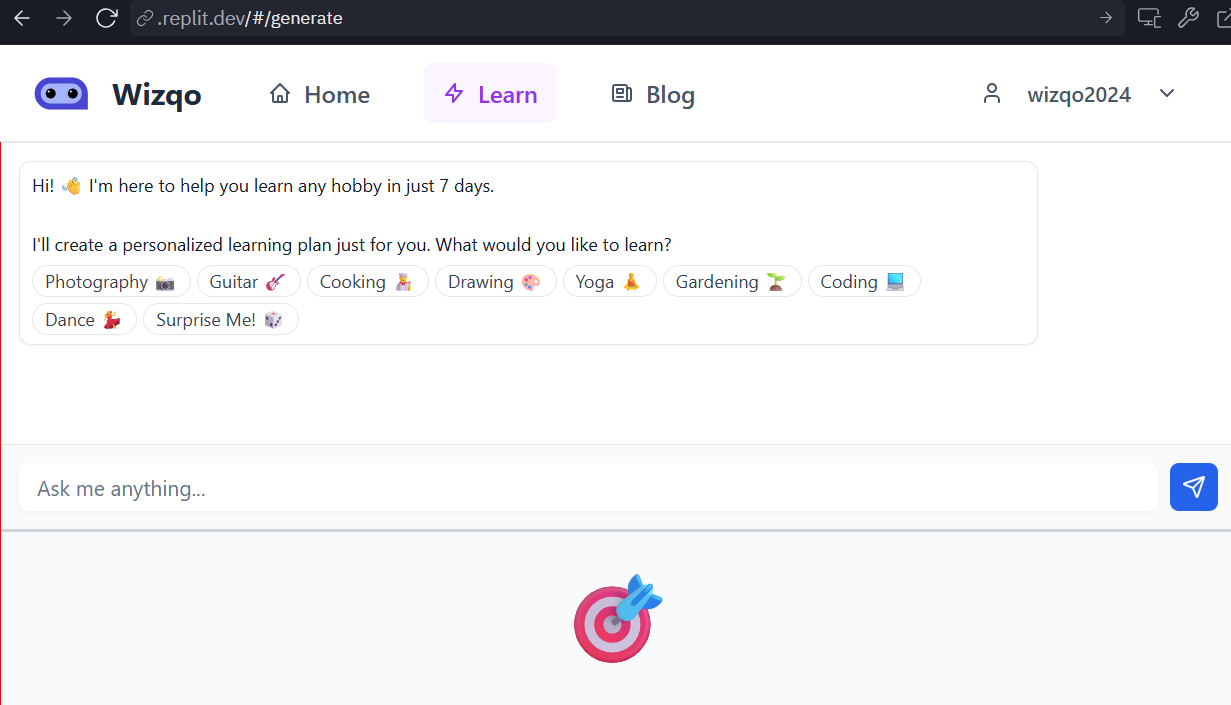 .replit.dev/#/generate
Wizqo Home Learn Blog wizqo2024
Hi! 👋 I'm here to help you learn any hobby in just 7 days.
I'll create a personalized learning plan just for you. What would you like to learn?
Photography 📷 Guitar 🎸 Cooking 👩‍🍳 Drawing 🎨 Yoga 🧘 Gardening 🌱 Coding 💻
Dance 💃 Surprise Me! 🎲
Ask me anything...